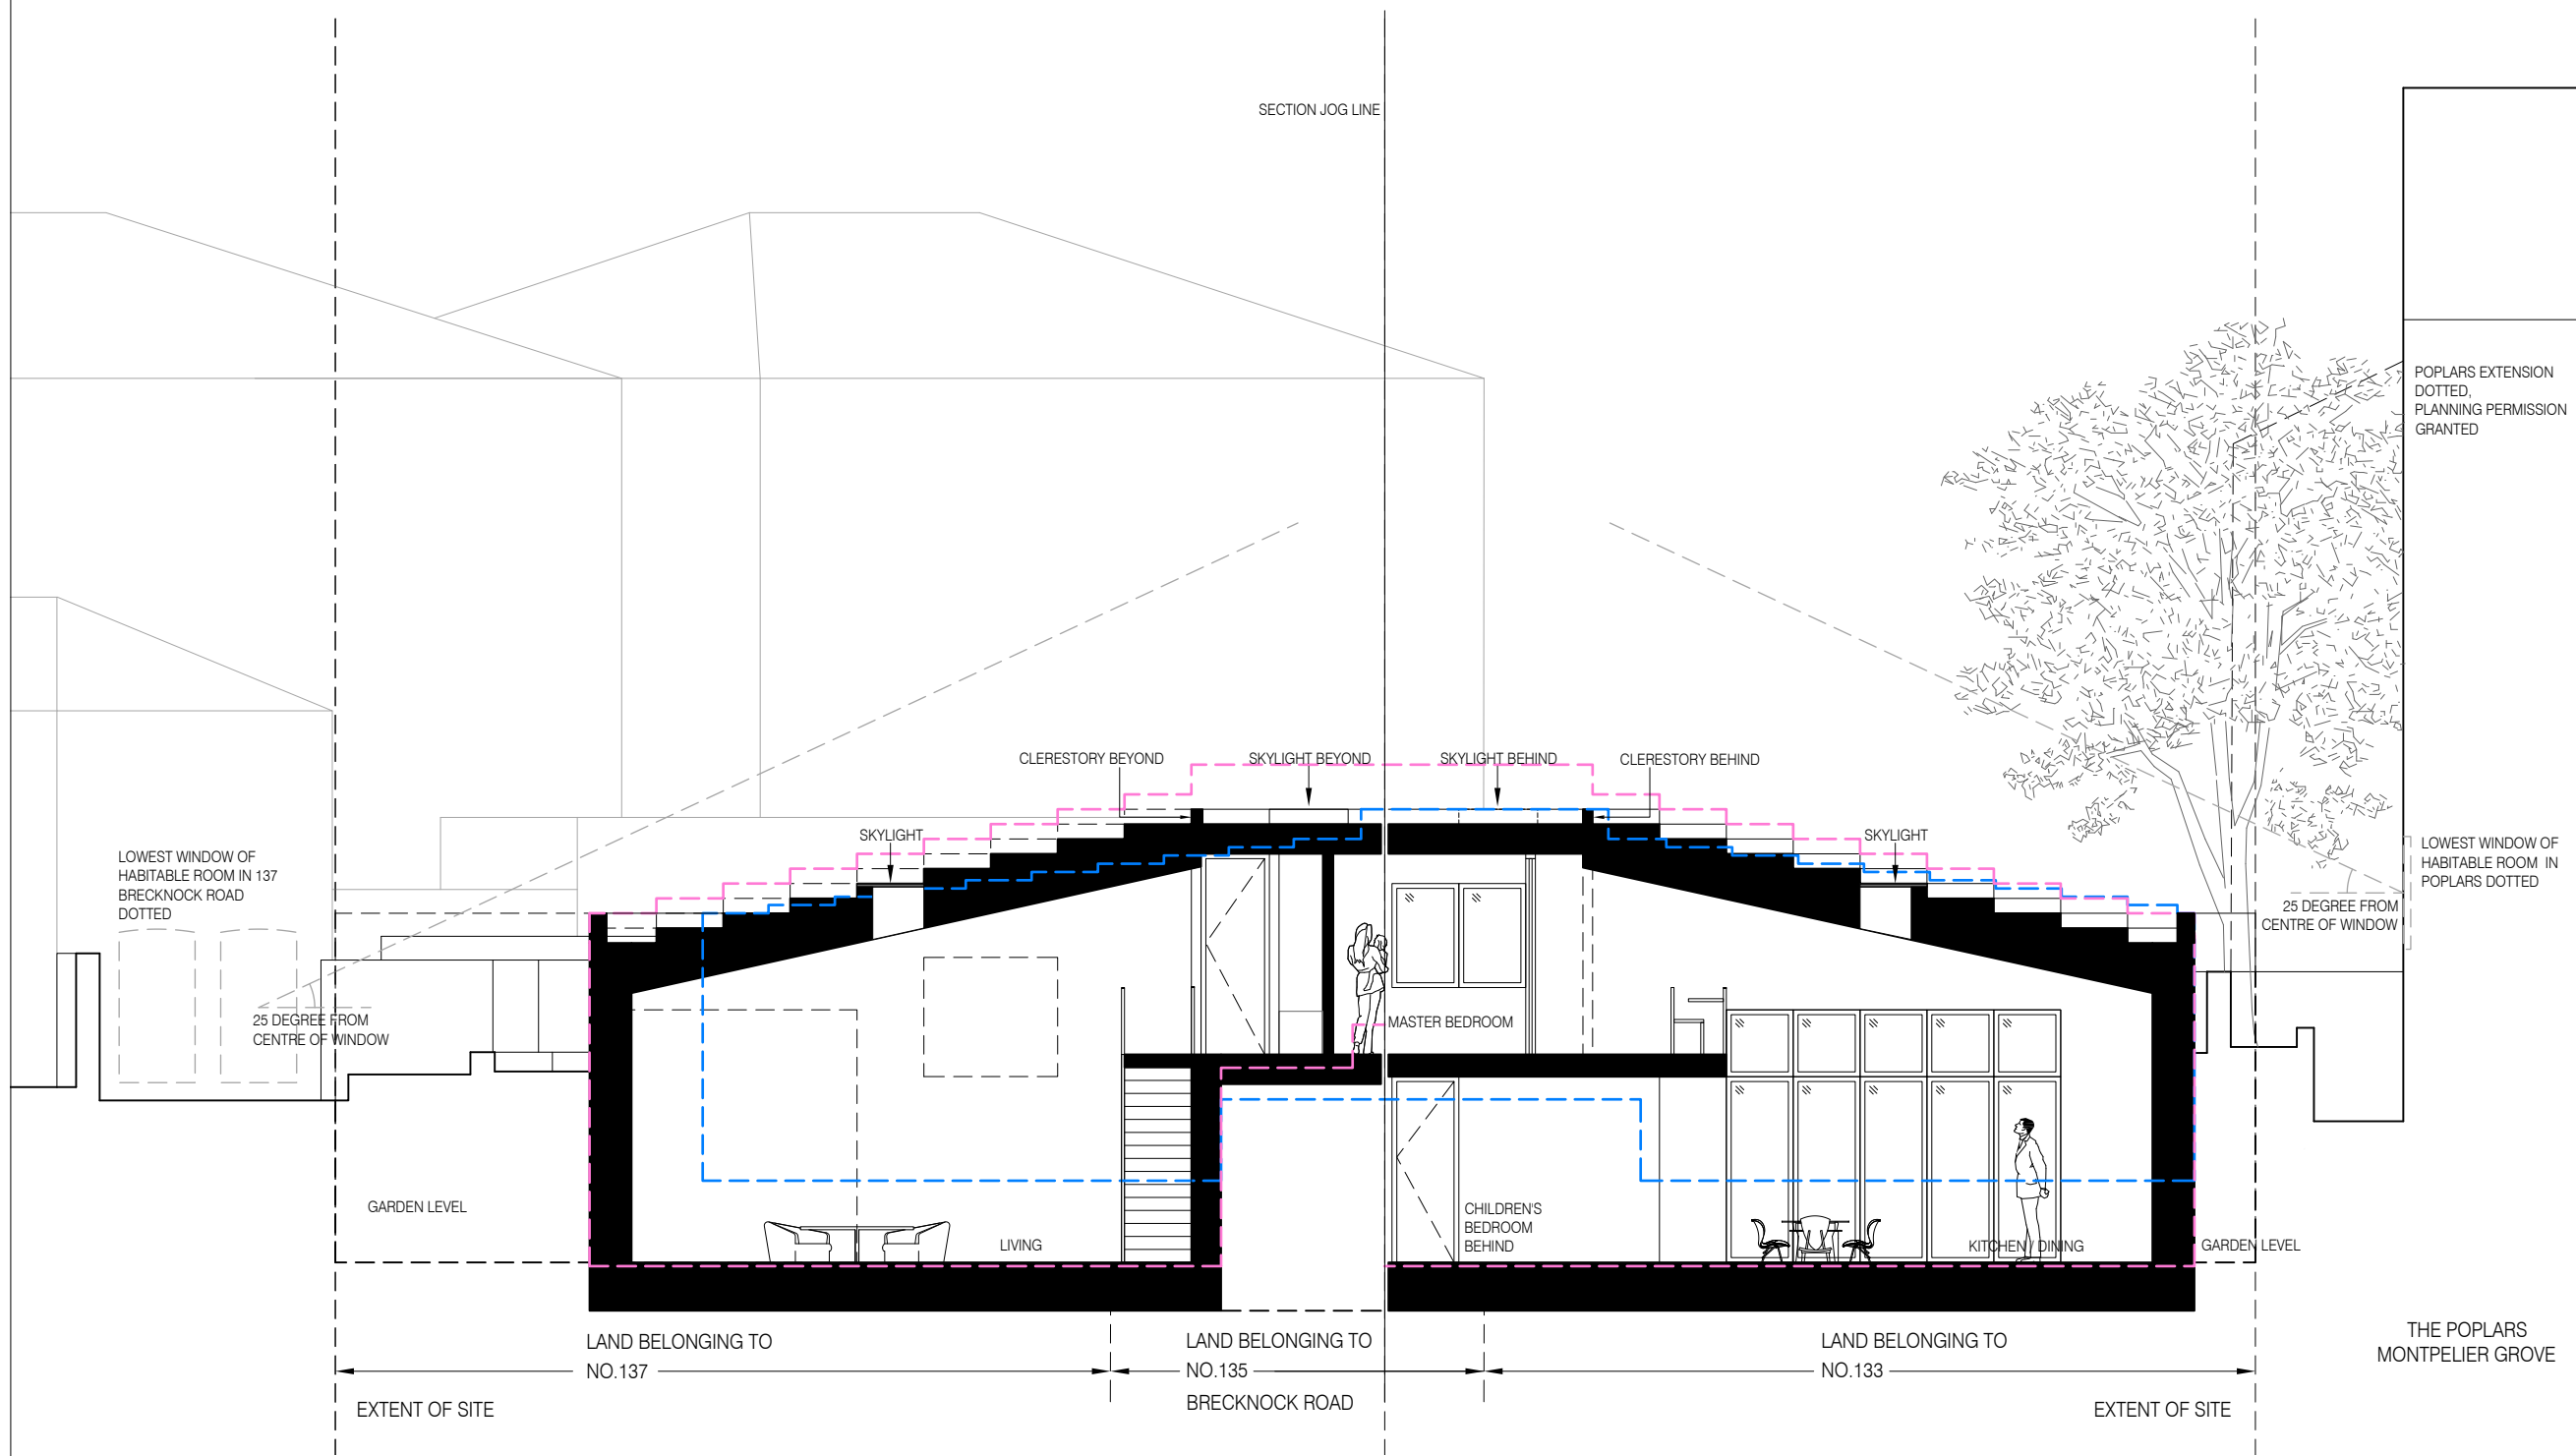 SECTION JOG LINE
POPLARS EXTENSION
DOTTED,
PLANNING PERMISSION
GRANTED
CLERESTORY BEYOND
SKYLIGHT BEYOND
SKYLIGHT BEHIND
CLERESTORY BEHIND
SKYLIGHT
SKYLIGHT
LOWEST WINDOW OF
HABITABLE ROOM IN 137
BRECKNOCK ROAD
DOTTED
LOWEST WINDOW OF
HABITABLE ROOM IN
POPLARS DOTTED
25 DEGREE FROM
CENTRE OF WINDOW
25 DEGREE FROM
CENTRE OF WINDOW
MASTER BEDROOM
GARDEN LEVEL
LIVING
CHILDREN'S
BEDROOM
BEHIND
KITCHEN / DINING
GARDEN LEVEL
LAND BELONGING TO
NO.137
LAND BELONGING TO
NO.135
BRECKNOCK ROAD
LAND BELONGING TO
NO.133
THE POPLARS
MONTPELIER GROVE
EXTENT OF SITE
EXTENT OF SITE